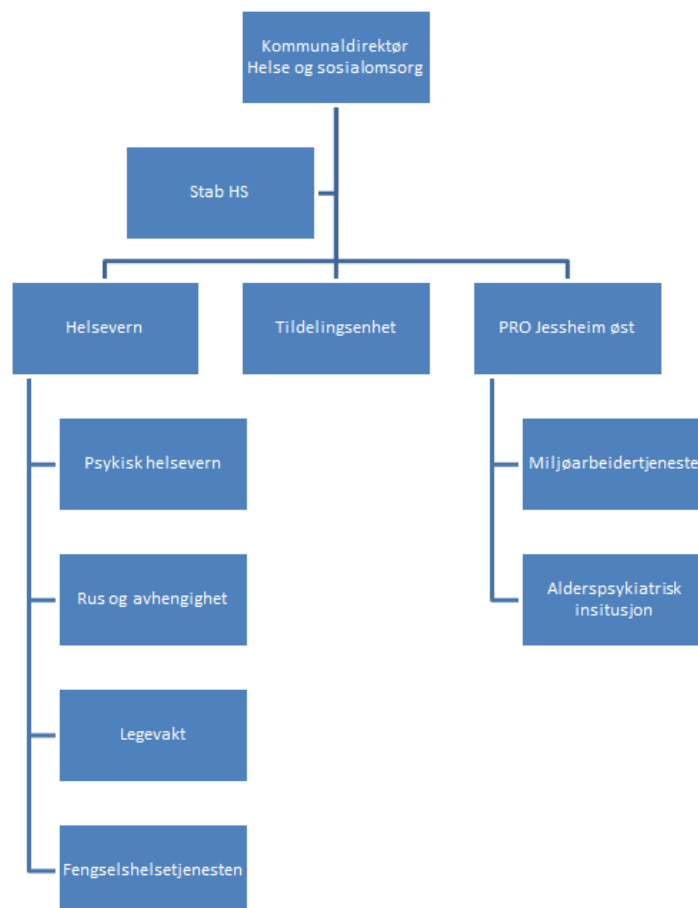 Kommunaldirektør
Helse og sosialomsorg
Stab HS
Helsevern
Tildelingsenhet
PRO Jessheim øst
Psykisk helsevern
Miljøarbeidertjeneste
Rus og avhengighet
Alderspsykiatrisk
insitusjon
Legevakt
Fengselshelsetjenesten